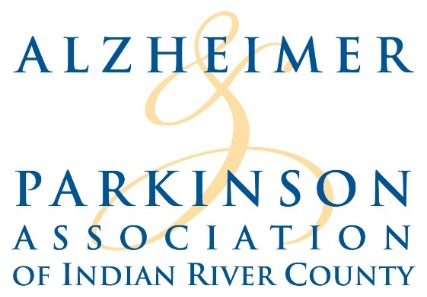 ALZHEIMER
&
PARKINSON
ASSOCIATION
OF INDIAN RIVER COUNTY